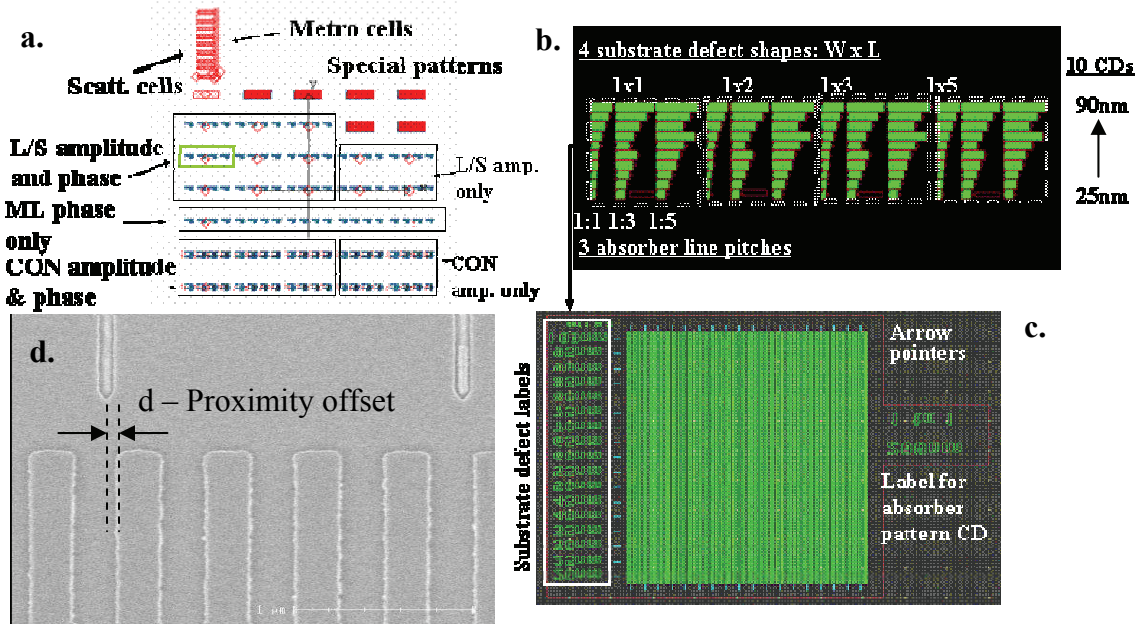 a.
Metro cells
Scatt. cells
Special patterns
L/S amplitude
and phase
L/S amp.
only
ML phase
only
CON amplitude
& phase
CON
amp. only
b.
4 substrate defect shapes: W x L
1x1 1x2 1x3 1x5
10 CDs
90nm
25nm
1:1 1:3 1:5
3 absorber line pitches
c.
Substrate defect labels
Arrow
pointers
Label for
absorber
pattern CD
d.
d – Proximity offset
1 µm